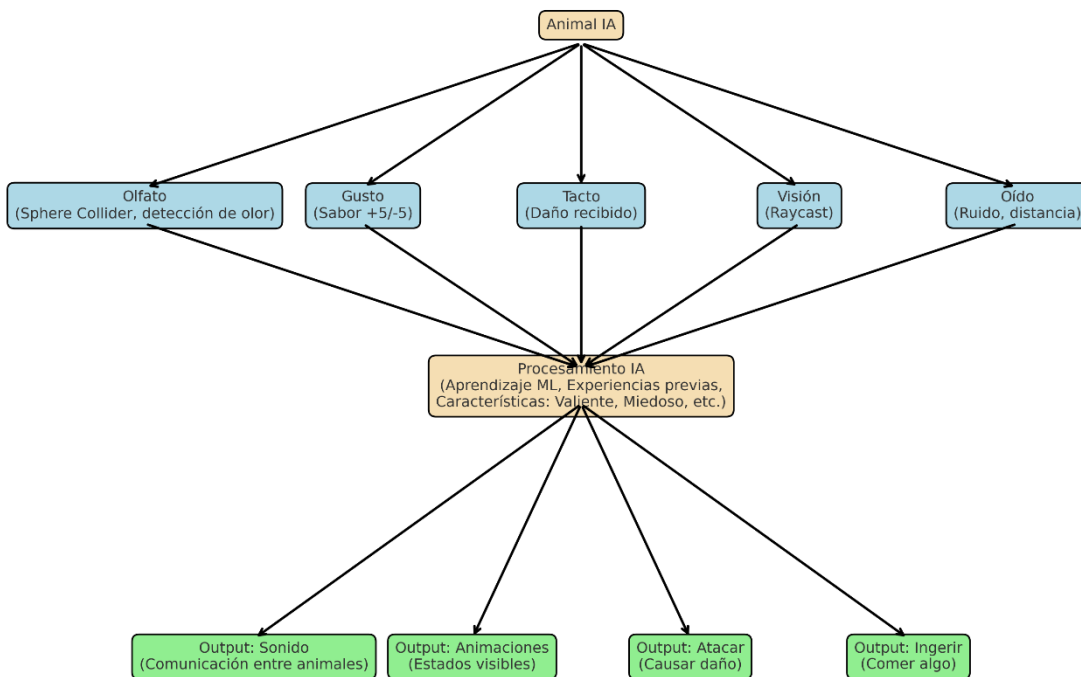 Animal IA
Olfato
(Sphere Collider, detección de olor)
Gusto
(Sabor +5/-5)
Tacto
(Daño recibido)
Visión
(Raycast)
Oído
(Ruido, distancia)
Procesamiento IA
(Aprendizaje ML, Experiencias previas,
Características: Valiente, Miedoso, etc.)
Output: Sonido
(Comunicación entre animales)
Output: Animaciones
(Estados visibles)
Output: Atacar
(Causar daño)
Output: Ingerir
(Comer algo)